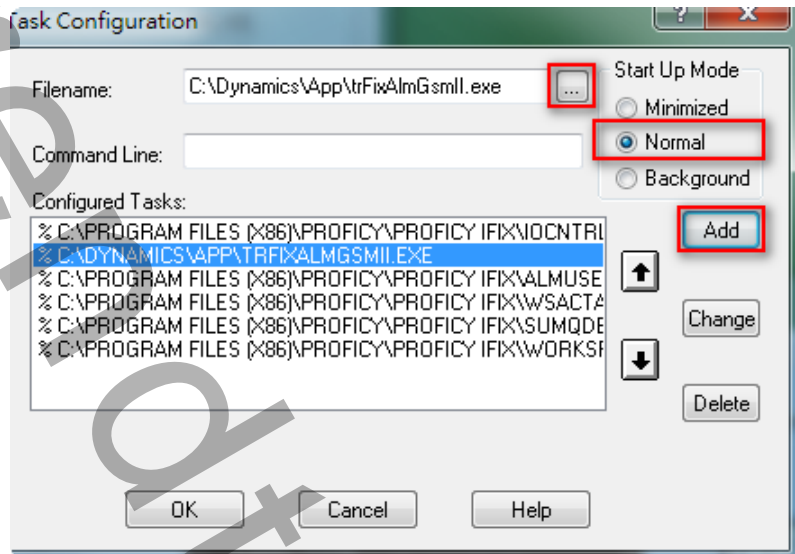 Task Configuration
Filename:
C:\Dynamics\App\trFixAlmGsmII.exe
...
Start Up Mode
Minimized
Normal
Background
Command Line:
Configured Tasks:
% C:\PROGRAM FILES (X86)\PROFICY\PROFICY IFIX\IOCNTRL
% C:\DYNAMICS\APP\TRFIXALMGSMII.EXE
% C:\PROGRAM FILES (X86)\PROFICY\PROFICY IFIX\ALMUSE
% C:\PROGRAM FILES (X86)\PROFICY\PROFICY IFIX\WSACTA
% C:\PROGRAM FILES (X86)\PROFICY\PROFICY IFIX\SUMQDE
% C:\PROGRAM FILES (X86)\PROFICY\PROFICY IFIX\WORKSP
Add
Change
Delete
OK
Cancel
Help